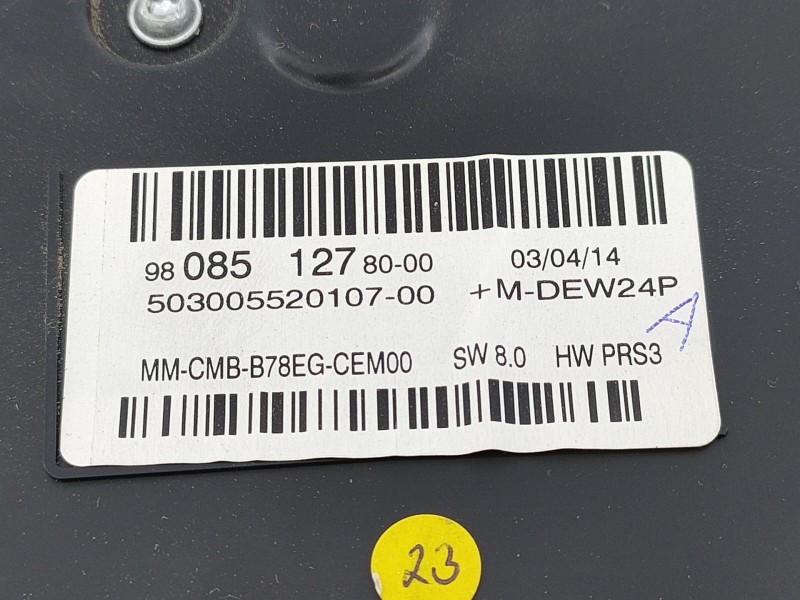 98 085 127 80-00 03/04/14
503005520107-00 +M-DEW24P
A
MM-CMB-B78EG-CEM00 SW 8.0 HW PRS3
23